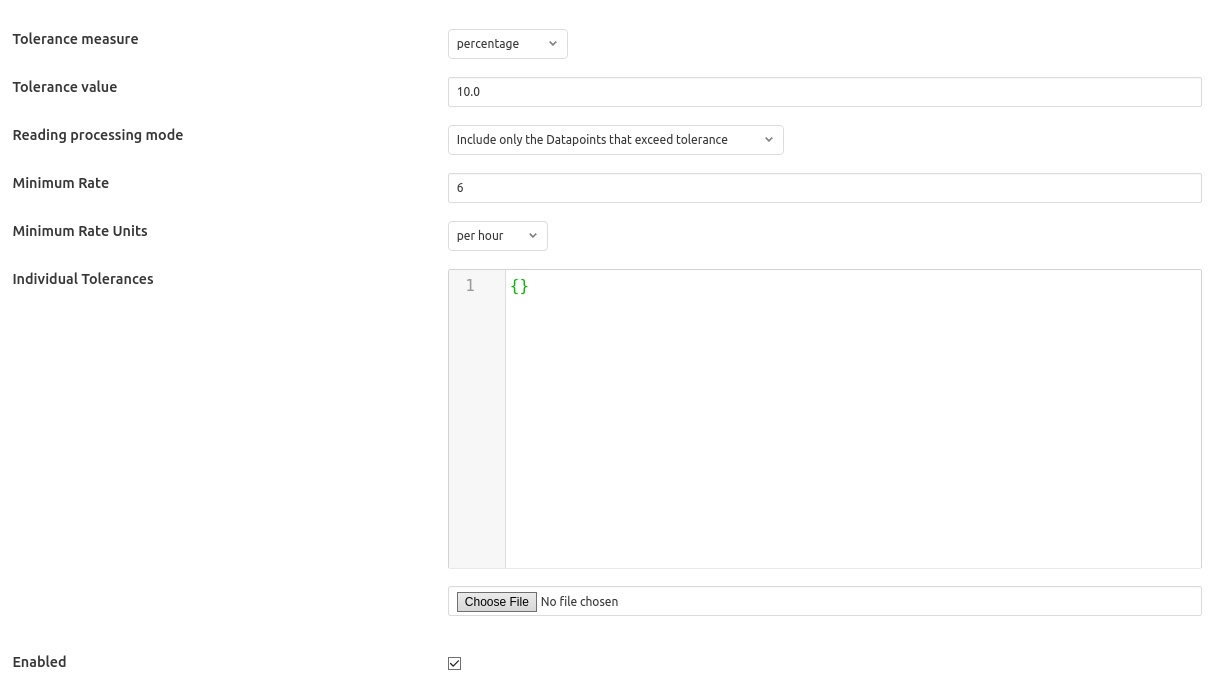 Tolerance measure
percentage
Tolerance value
10.0
Reading processing mode
Include only the Datapoints that exceed tolerance
Minimum Rate
6
Minimum Rate Units
per hour
Individual Tolerances
1 {}
Choose File No file chosen
Enabled